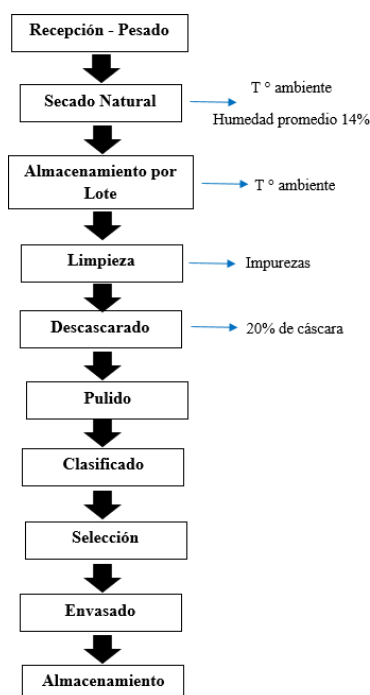 Recepción - Pesado
Secado Natural
T ° ambiente
Humedad promedio 14%
Almacenamiento por
Lote
T ° ambiente
Limpieza
Impurezas
Descascarado
20% de cáscara
Pulido
Clasificado
Selección
Envasado
Almacenamiento